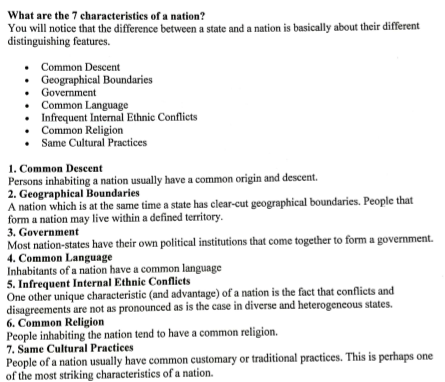 What are the 7 characteristics of a nation?
You will notice that the difference between a state and a nation is basically about their different
distinguishing features.
• Common Descent
• Geographical Boundaries
• Government
• Common Language
• Infrequent Internal Ethnic Conflicts
• Common Religion
• Same Cultural Practices
1. Common Descent
Persons inhabiting a nation usually have a common origin and descent.
2. Geographical Boundaries
A nation which is at the same time a state has clear-cut geographical boundaries. People that
form a nation may live within a defined territory.
3. Government
Most nation-states have their own political institutions that come together to form a government.
4. Common Language
Inhabitants of a nation have a common language
5. Infrequent Internal Ethnic Conflicts
One other unique characteristic (and advantage) of a nation is the fact that conflicts and
disagreements are not as pronounced as is the case in diverse and heterogeneous states.
6. Common Religion
People inhabiting the nation tend to have a common religion.
7. Same Cultural Practices
People of a nation usually have common customary or traditional practices. This is perhaps one
of the most striking characteristics of a nation.